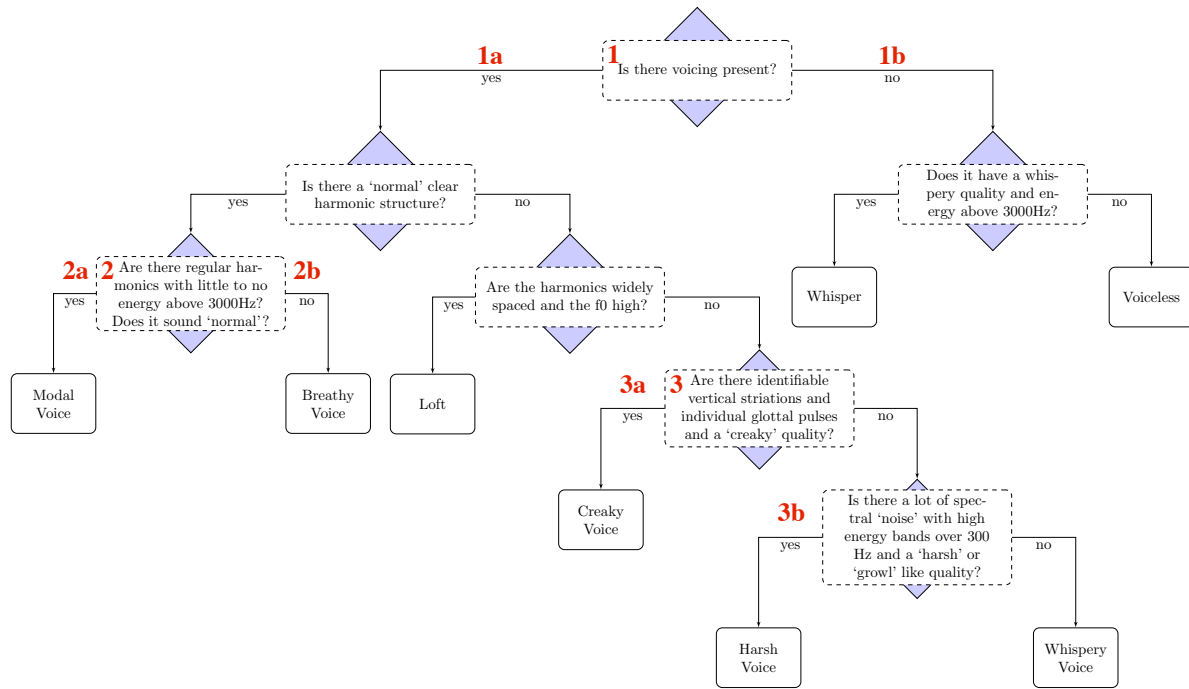 1a
1
1b
Is there voicing present?
yes
no
Is there a ‘normal’ clear
harmonic structure?
Does it have a whis-
pery quality and en-
ergy above 3000Hz?
yes
no
yes
no
2a
2
2b
Are there regular har-
monics with little to no
energy above 3000Hz?
Does it sound ‘normal’?
yes
no
Are the harmonics widely
spaced and the f0 high?
yes
no
Whisper
Voiceless
Modal
Voice
Breathy
Voice
Loft
3a
3
Are there identifiable
vertical striations and
individual glottal pulses
and a ‘creaky’ quality?
yes
no
Creaky
Voice
3b
Is there a lot of spec-
tral ‘noise’ with high
energy bands over 300
Hz and a ‘harsh’ or
‘growl’ like quality?
yes
no
Harsh
Voice
Whispery
Voice